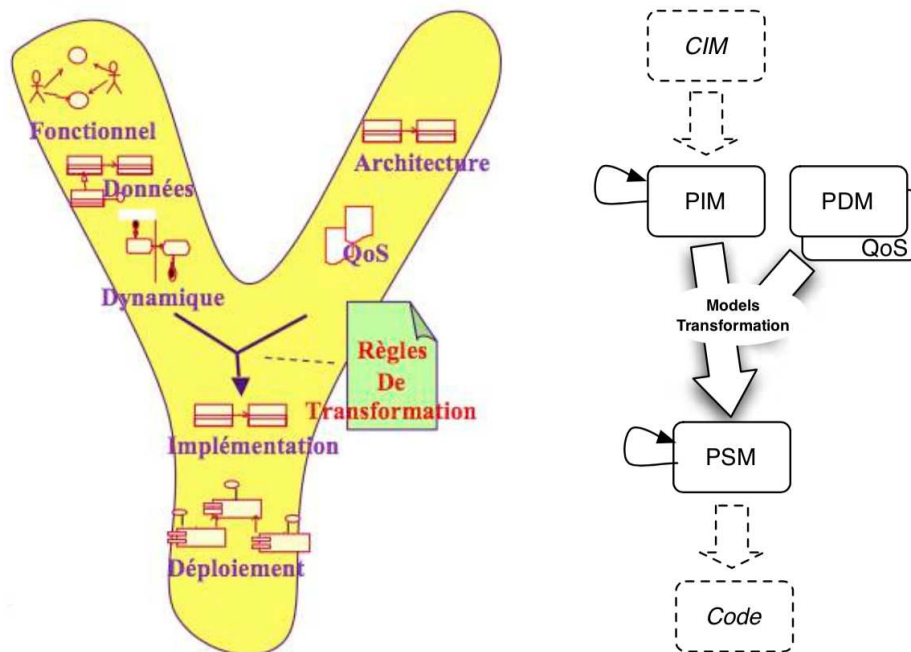 Fonctionnel
Données
Dynamique
Architecture
QoS
Règles
De
Transformation
Implémentation
Déploiement
CIM
PIM
PDM
QoS
Models
Transformation
PSM
Code